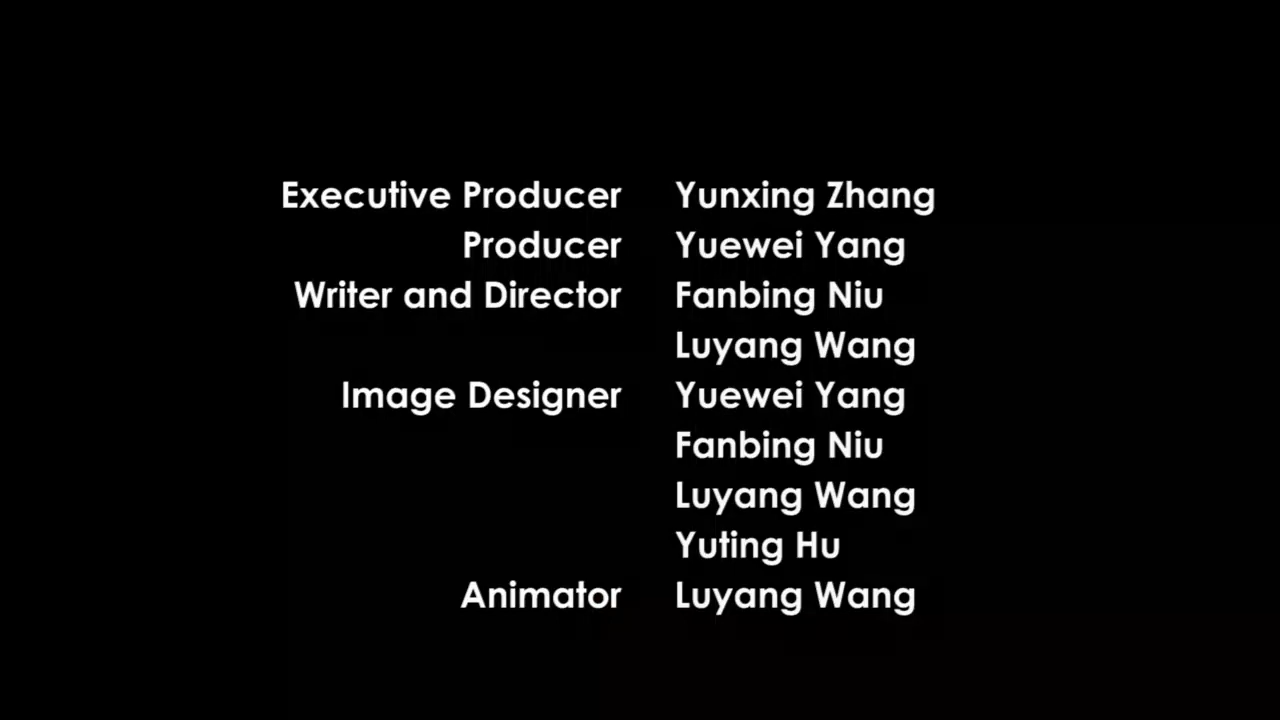 Executive Producer Yunxing Zhang
Producer Yuewei Yang
Writer and Director Fanbing Niu
Luyang Wang
Image Designer Yuewei Yang
Fanbing Niu
Luyang Wang
Yuting Hu
Animator Luyang Wang